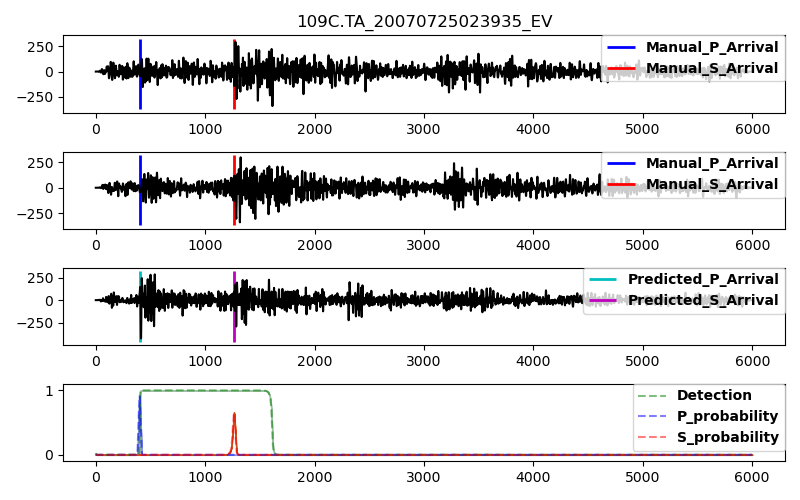 109C.TA_20070725023935_EV
250
0
−250
Manual_P_Arrival
Manual_S_Arrival
0 1000 2000 3000 4000 5000 6000
250
0
−250
Manual_P_Arrival
Manual_S_Arrival
0 1000 2000 3000 4000 5000 6000
250
0
−250
Predicted_P_Arrival
Predicted_S_Arrival
0 1000 2000 3000 4000 5000 6000
1
0
Detection
P_probability
S_probability
0 1000 2000 3000 4000 5000 6000